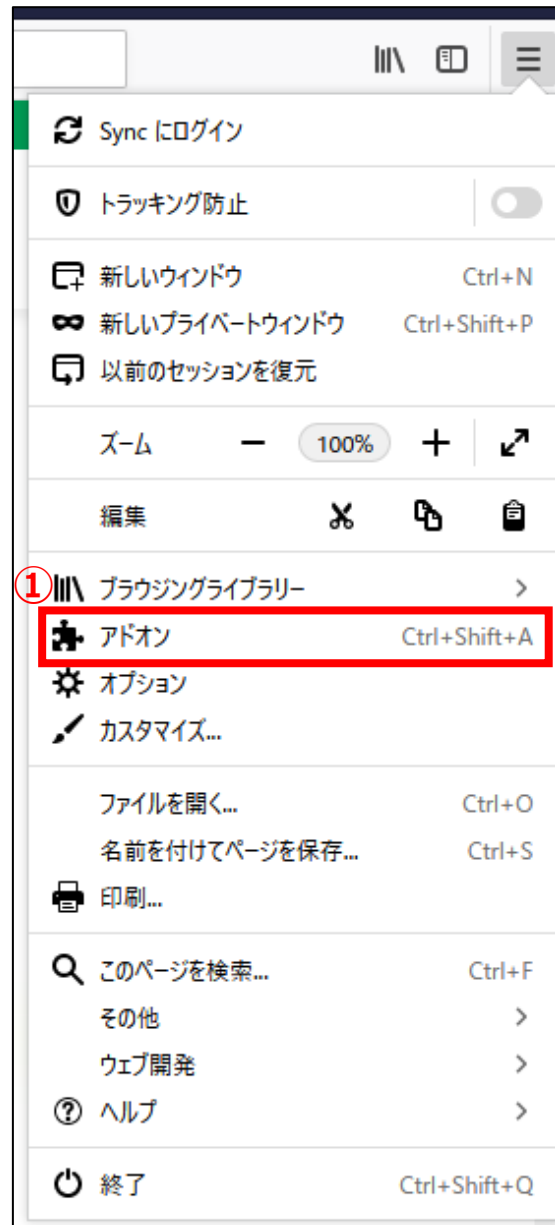 Sync にログイン
トラッキング防止
新しいウィンドウ Ctrl+N
新しいプライベートウィンドウ Ctrl+Shift+P
以前のセッションを復元
ズーム − 100% +
編集
① ブラウジングライブラリー
アドオン Ctrl+Shift+A
オプション
カスタマイズ...
ファイルを開く... Ctrl+O
名前を付けてページを保存... Ctrl+S
印刷...
このページを検索... Ctrl+F
その他
ウェブ開発
ヘルプ
終了 Ctrl+Shift+Q